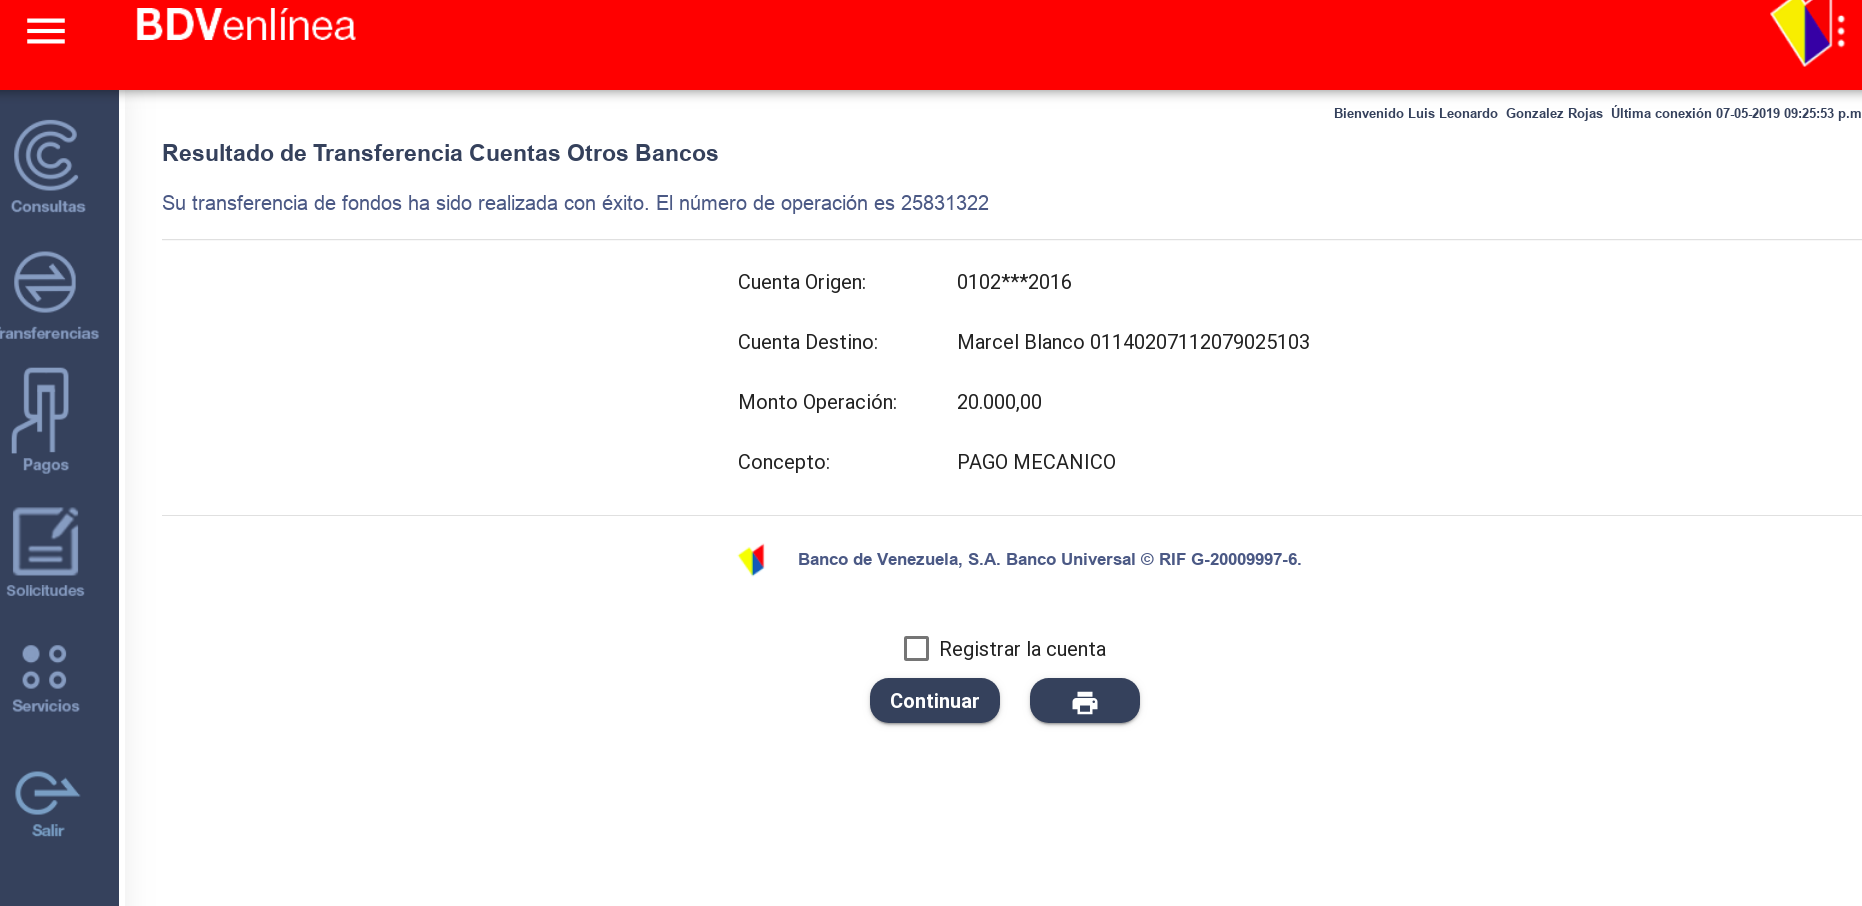 BDVenlínea
Bienvenido Luis Leonardo Gonzalez Rojas Última conexión 07-05-2019 09:25:53 p.m
Resultado de Transferencia Cuentas Otros Bancos
Su transferencia de fondos ha sido realizada con éxito. El número de operación es 25831322
Cuenta Origen: 0102***2016
Cuenta Destino: Marcel Blanco 01140207112079025103
Monto Operación: 20.000,00
Concepto: PAGO MECANICO
Banco de Venezuela, S.A. Banco Universal © RIF G-20009997-6.
Registrar la cuenta
Continuar
Consultas
ransferencias
Pagos
Solicitudes
Servicios
Salir